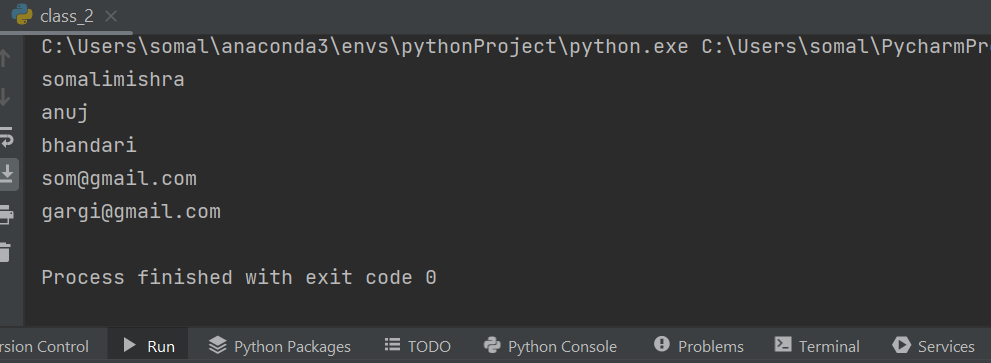 class_2
C:\Users\somal\anaconda3\envs\pythonProject\python.exe C:\Users\somal\PycharmPr
somalimishra
anuj
bhandari
som@gmail.com
gargi@gmail.com
Process finished with exit code 0
rsion Control Run Python Packages TODO Python Console Problems Terminal Services